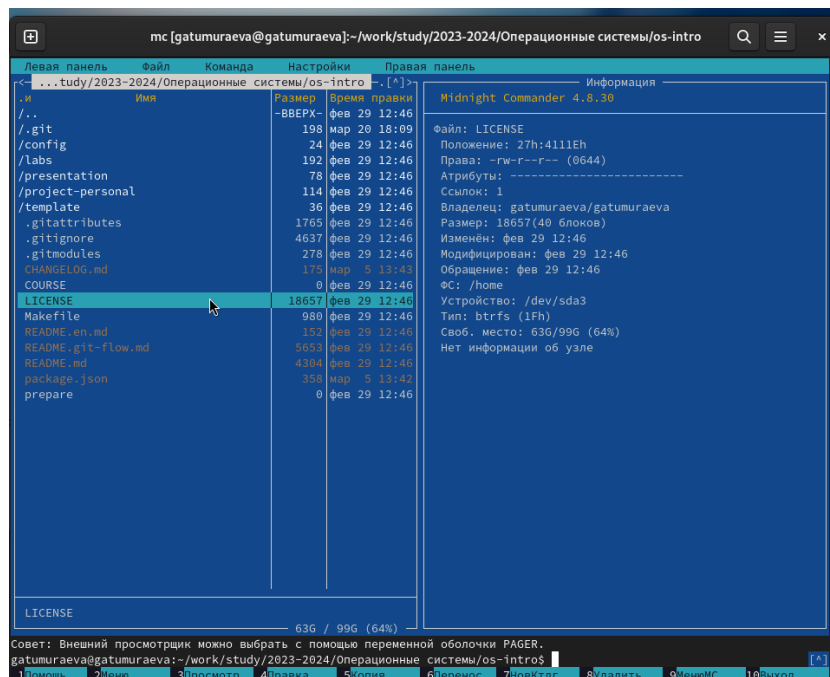 mc [gatumuraeva@gatumuraeva]:~/work/study/2023-2024/Операционные системы/os-intro
Левая панель Файл Команда Настройки Правая панель
<— ...tudy/2023-2024/Операционные системы/os-intro —.[^]>
.и Имя Размер Время правки
/.. -ВВЕРХ- фев 29 12:46
/.git 198 мар 20 18:09
/config 24 фев 29 12:46
/labs 192 фев 29 12:46
/presentation 78 фев 29 12:46
/project-personal 114 фев 29 12:46
/template 36 фев 29 12:46
.gitattributes 1765 фев 29 12:46
.gitignore 4637 фев 29 12:46
.gitmodules 278 фев 29 12:46
CHANGELOG.md 175 мар 5 13:43
COURSE 0 фев 29 12:46
LICENSE 18657 фев 29 12:46
Makefile 980 фев 29 12:46
README.en.md 152 фев 29 12:46
README.git-flow.md 5653 фев 29 12:46
README.md 4304 фев 29 12:46
package.json 358 мар 5 13:42
prepare 0 фев 29 12:46
LICENSE
63G / 99G (64%)
Информация
Midnight Commander 4.8.30
Файл: LICENSE
Положение: 27h:4111Eh
Права: -rw-r--r-- (0644)
Атрибуты: -------------------------
Ссылок: 1
Владелец: gatumuraeva/gatumuraeva
Размер: 18657(40 блоков)
Изменён: фев 29 12:46
Модифицирован: фев 29 12:46
Обращение: фев 29 12:46
ФС: /home
Устройство: /dev/sda3
Тип: btrfs (1Fh)
Своб. место: 63G/99G (64%)
Нет информации об узле
Совет: Внешний просмотрщик можно выбрать с помощью переменной оболочки PAGER.
gatumuraeva@gatumuraeva:~/work/study/2023-2024/Операционные системы/os-intro$ [^]
1Помощь 2Меню 3Просмотр 4Правка 5Копия 6Перенос 7НовКтлг 8Удалить 9МенюМС 10Выход